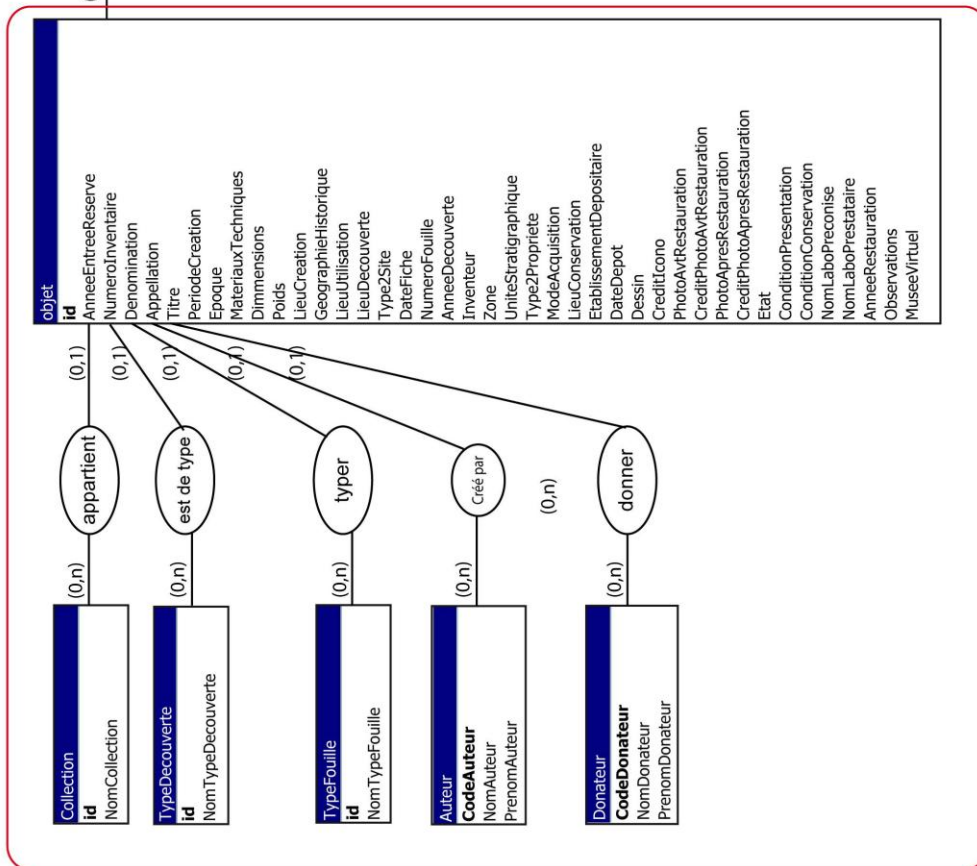 objet
id
AnneeEntreeReserve
NumeroInventaire
Denomination
Appellation
Titre
PeriodeCreation
Epoque
MateriauxTechniques
Dimmensions
Poids
LieuCreation
GeographieHistorique
LieuUtilisation
LieuDecouverte
Type2Site
DateFiche
NumeroFouille
AnneeDecouverte
Inventeur
Zone
UniteStratigraphique
Type2Propriete
ModeAcquisition
LieuConservation
EtablissementDepositaire
DateDepot
Dessin
CreditIcono
PhotoAvtRestauration
CreditPhotoAvtRestauration
PhotoApresRestauration
CreditPhotoApresRestauration
Etat
ConditionPresentation
ConditionConservation
NomLaboPreconise
NomLaboPrestataire
AnneeRestauration
Observations
MuseeVirtuel
(0,1)
(0,1)
(0,1)
(0,1)
(0,1)
appartient
est de type
typer
Créé par
(0,n)
donner
(0,n)
(0,n)
(0,n)
(0,n)
(0,n)
Collection
id
NomCollection
TypeDecouverte
id
NomTypeDecouverte
TypeFouille
id
NomTypeFouille
Auteur
CodeAuteur
NomAuteur
PrenomAuteur
Donateur
CodeDonateur
NomDonateur
PrenomDonateur